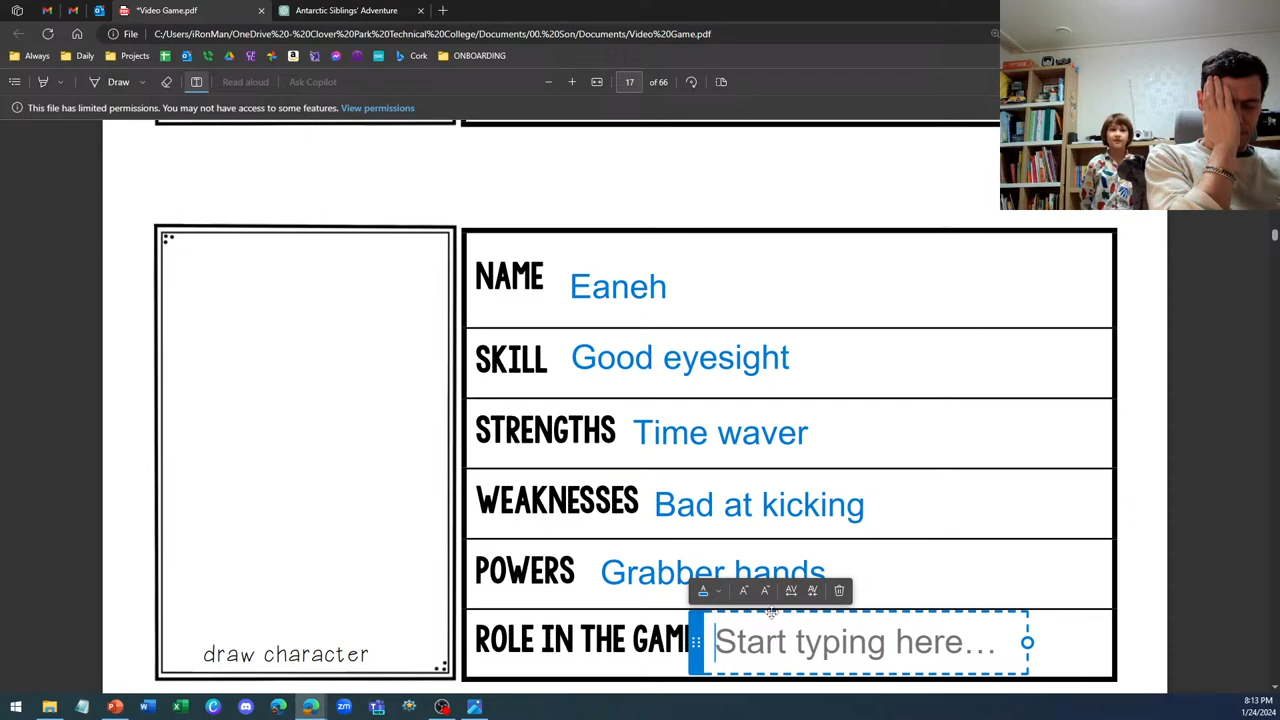 *Video Game.pdf
Antarctic Siblings' Adventure
File
C:/Users/iRonMan/OneDrive%20-%20Clover%20Park%20Technical%20College/Documents/00.%20Son/Documents/Video%20Game.pdf
Always
Daily
Projects
Cork
ONBOARDING
Draw
Read aloud
Ask Copilot
17 of 66
This file has limited permissions. You may not have access to some features. View permissions
NAME Eaneh
SKILL Good eyesight
STRENGTHS Time waver
WEAKNESSES Bad at kicking
POWERS Grabber hands
ROLE IN THE GAME Start typing here…
draw character
8:13 PM
1/24/2024